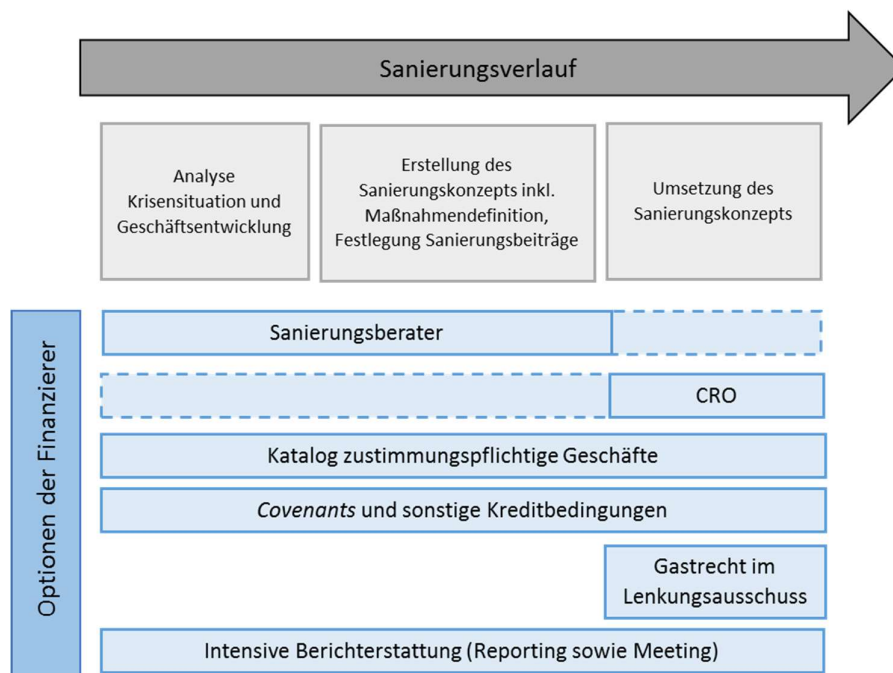 Sanierungsverlauf
Analyse
Krisensituation und
Geschäftsentwicklung
Erstellung des
Sanierungskonzepts inkl.
Maßnahmendefinition,
Festlegung Sanierungsbeiträge
Umsetzung des
Sanierungskonzepts
Optionen der Finanzierer
Sanierungsberater
CRO
Katalog zustimmungspflichtige Geschäfte
Covenants und sonstige Kreditbedingungen
Gastrecht im
Lenkungsausschuss
Intensive Berichterstattung (Reporting sowie Meeting)